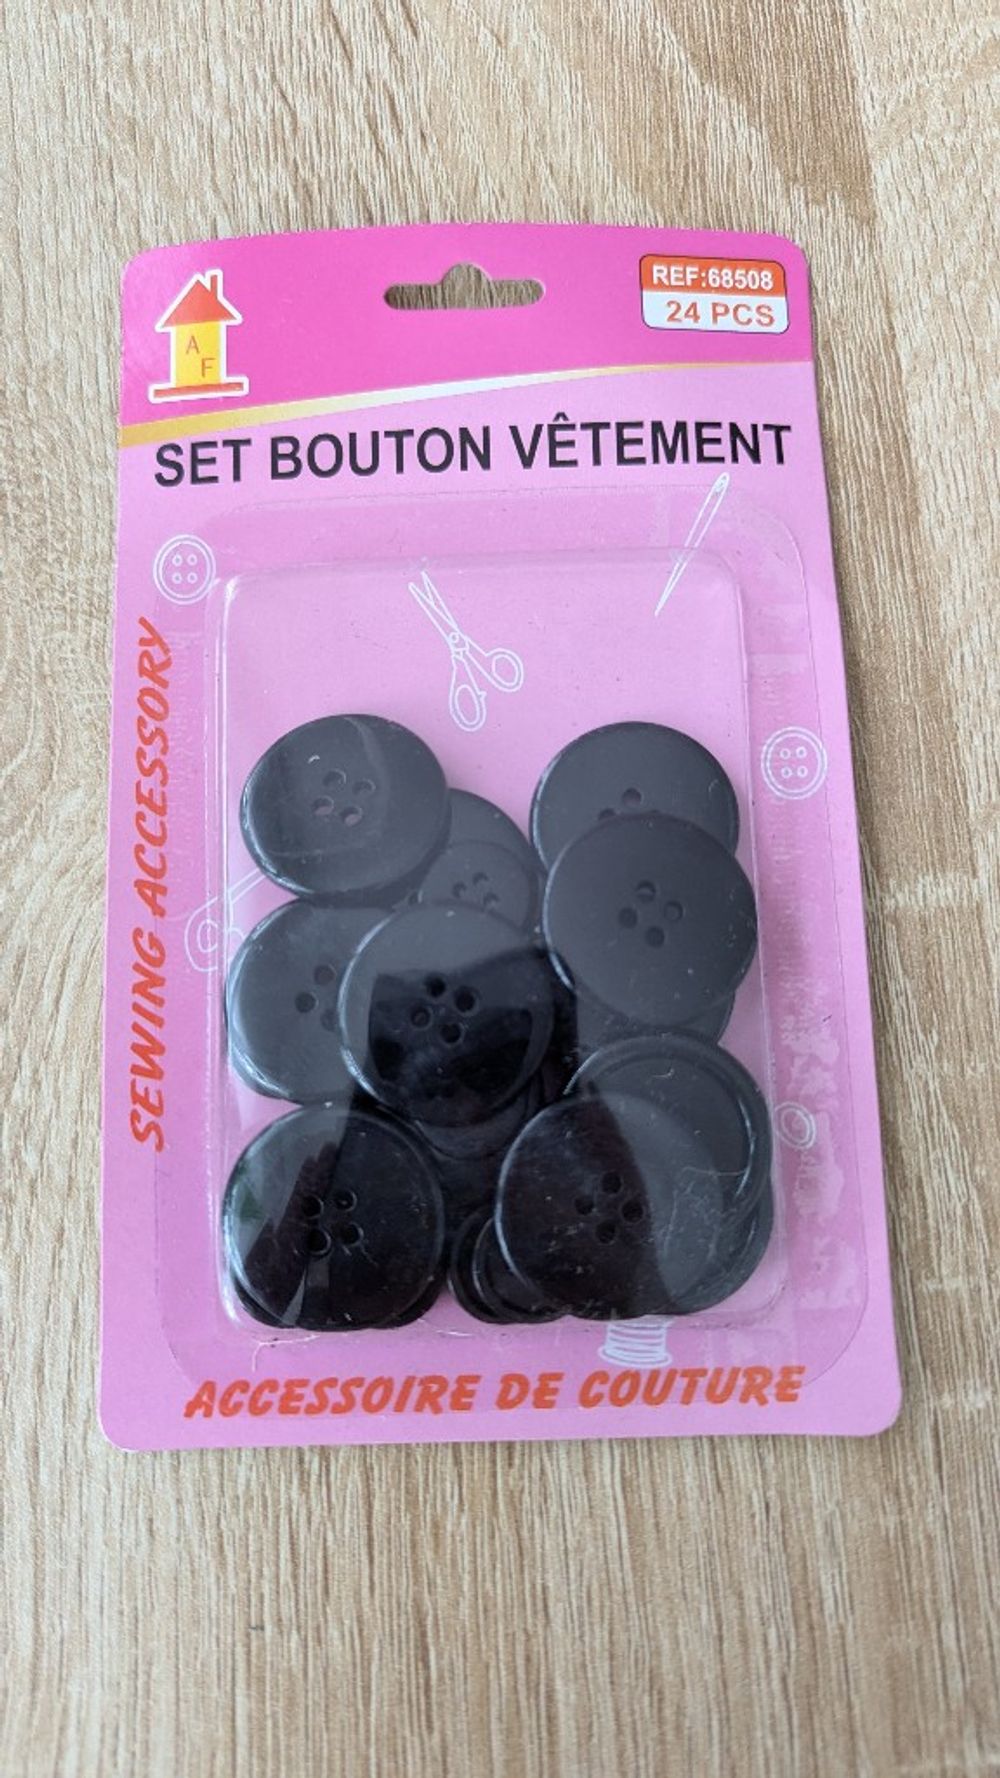 A
F
REF:68508
24 PCS
SET BOUTON VÊTEMENT
SEWING ACCESSORY
ACCESSOIRE DE COUTURE